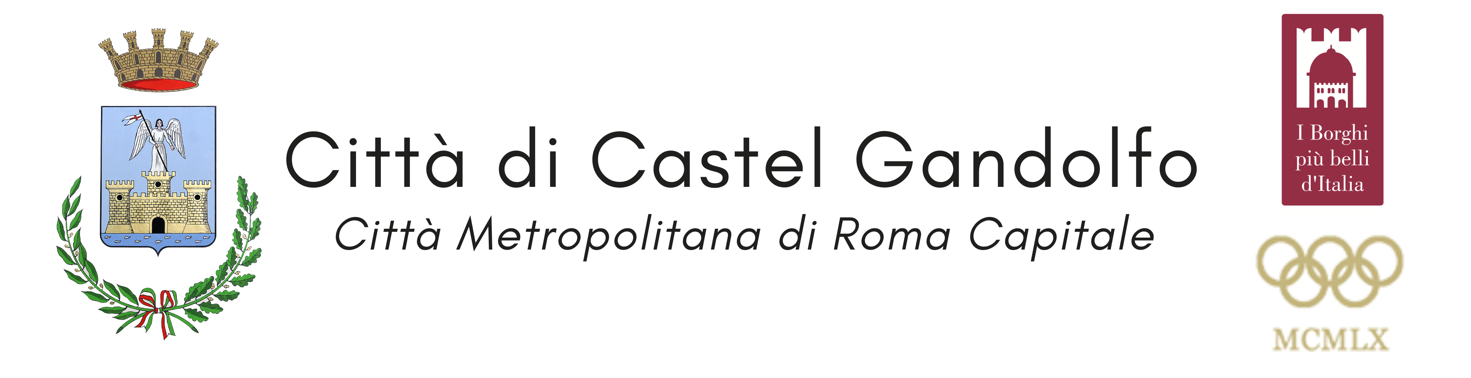 Città di Castel Gandolfo
Città Metropolitana di Roma Capitale
I Borghi
più belli
d'Italia
MCMLX